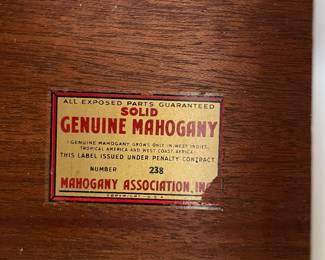 ALL EXPOSED PARTS GUARANTEED
SOLID
GENUINE MAHOGANY
(GENUINE MAHOGANY GROWS ONLY IN WEST INDIES,
TROPICAL AMERICA AND WEST COAST AFRICA)
THIS LABEL ISSUED UNDER PENALTY CONTRACT
NUMBER 238
MAHOGANY ASSOCIATION, INC
COPYRIGHT U.S.A.